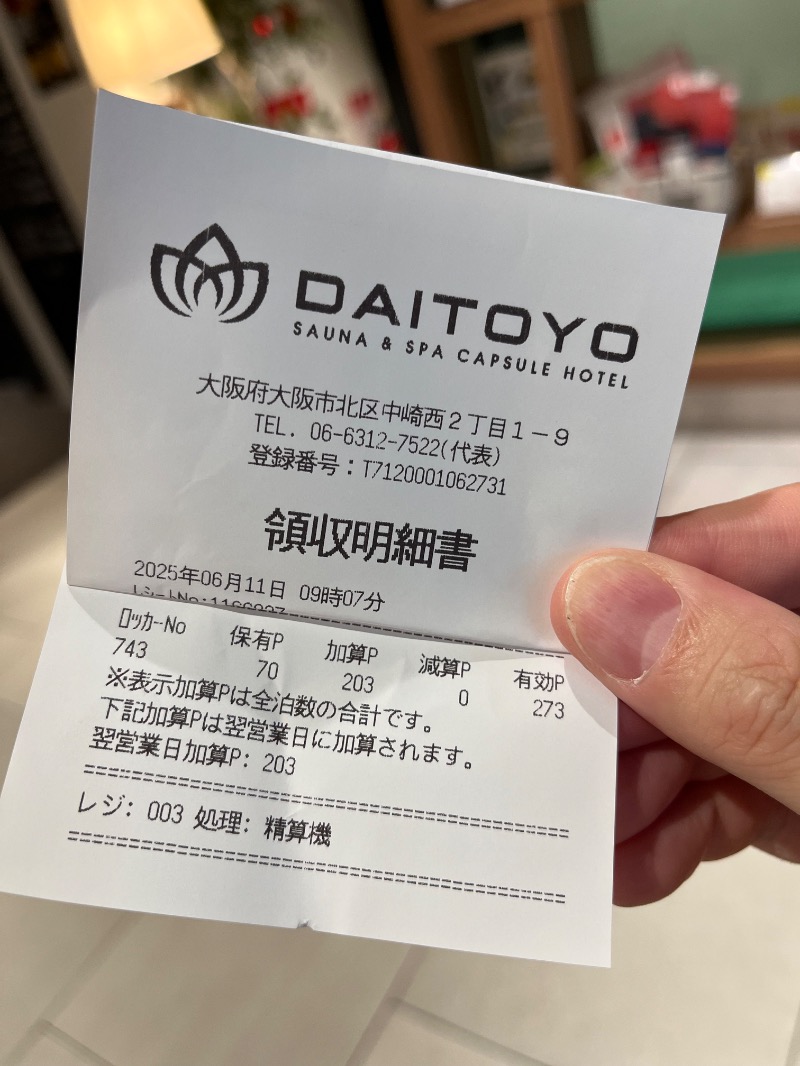 DAITOYO
SAUNA & SPA CAPSULE HOTEL
大阪府大阪市北区中崎西2丁目1-9
TEL. 06-6312-7522(代表)
登録番号:T7120001062731
領収明細書
2025年06月11日 09時07分
ロッカーNo 保有P 加算P 減算P 有効P
743 70 203 0 273
※表示加算Pは全泊数の合計です。
下記加算Pは翌営業日に加算されます。
翌営業日加算P: 203
レジ: 003 処理: 精算機